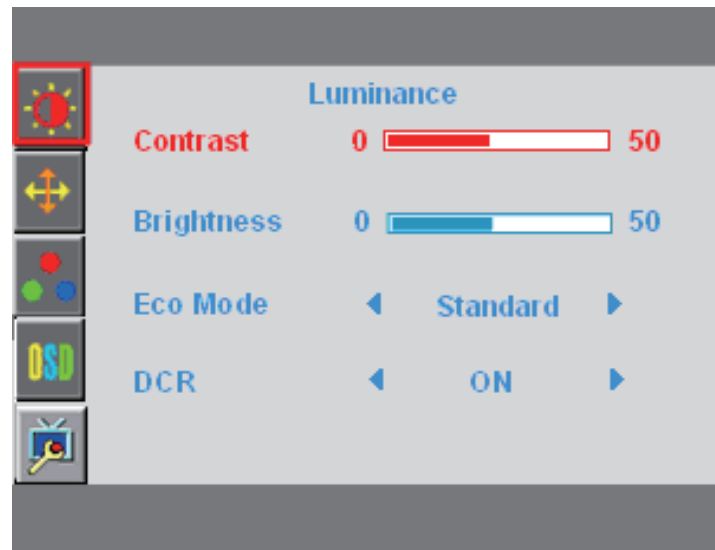 Luminance
Contrast 0 50
Brightness 0 50
Eco Mode Standard
OSD
DCR ON